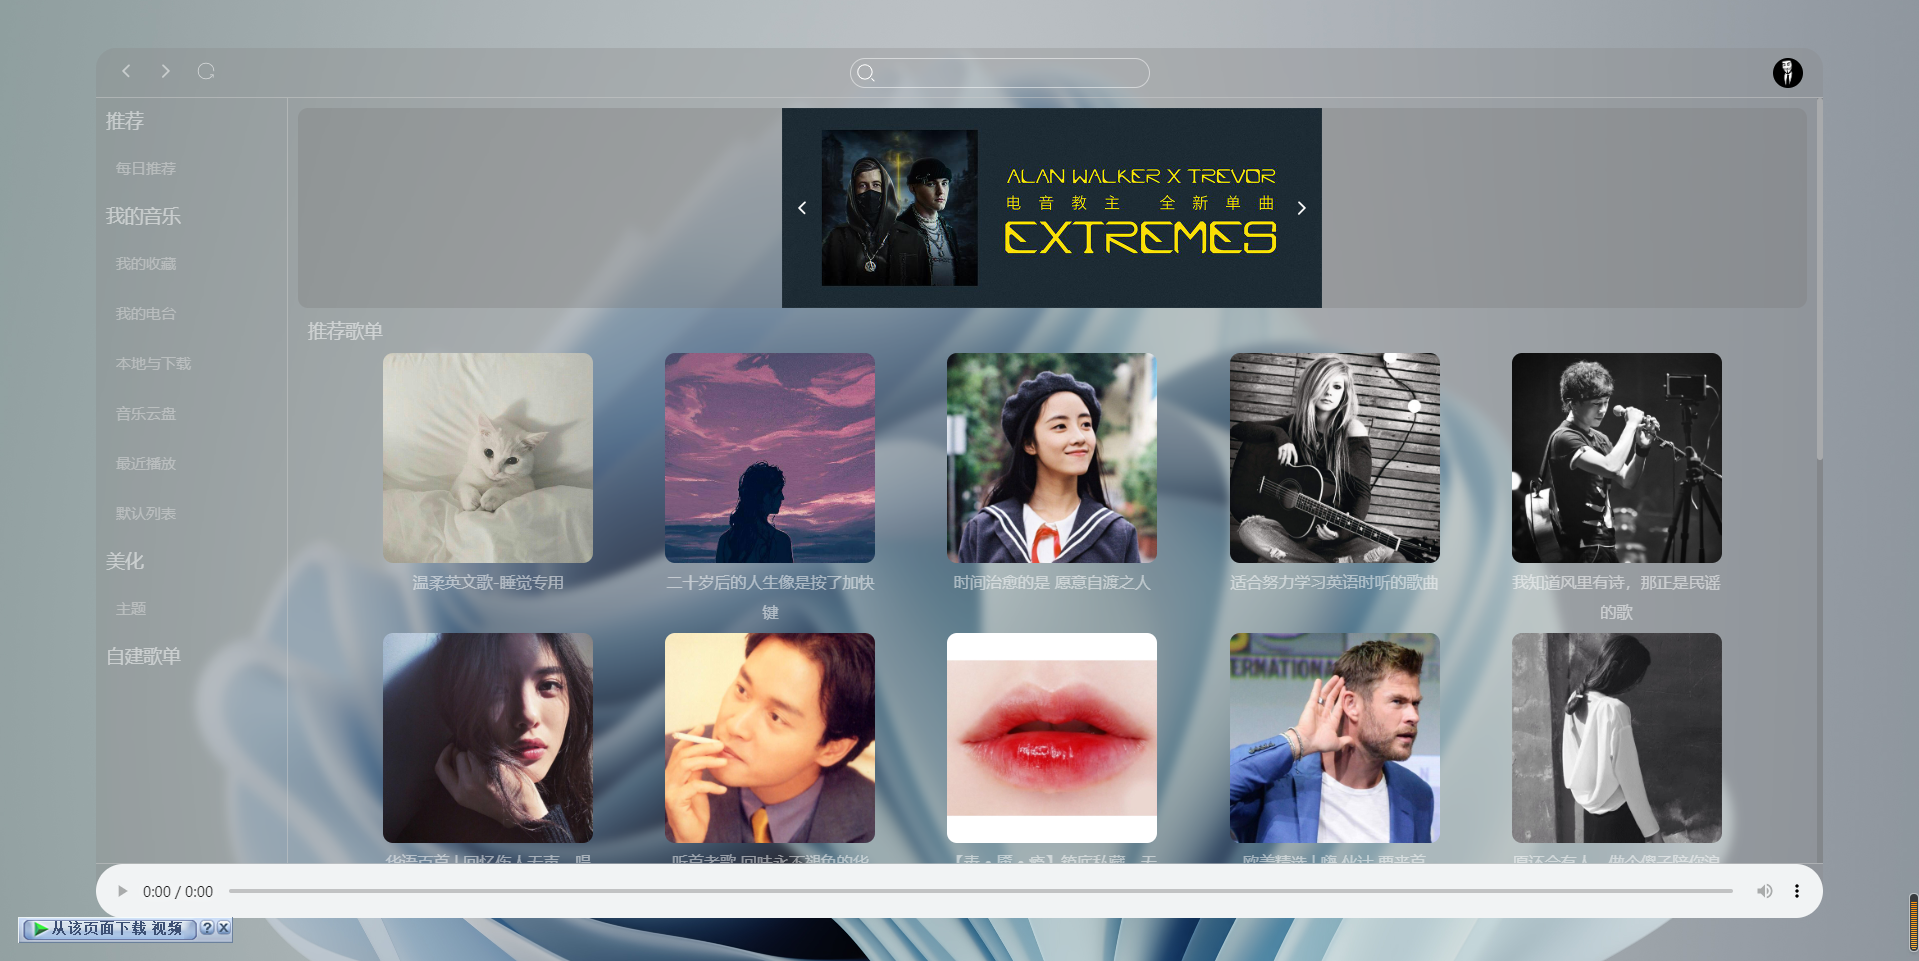 推荐
每日推荐
我的音乐
我的收藏
我的电台
本地与下载
音乐云盘
最近播放
默认列表
美化
主题
自建歌单
ALAN WALKER X TREVOR
电音教主 全新单曲
EXTREMES
推荐歌单
温柔英文歌-睡觉专用
二十岁后的人生像是按了加快
键
时间治愈的是 愿意自渡之人
适合努力学习英语时听的歌曲
我知道风里有诗，那正是民谣
的歌
0:00 / 0:00
从该页面下载 视频
?
X